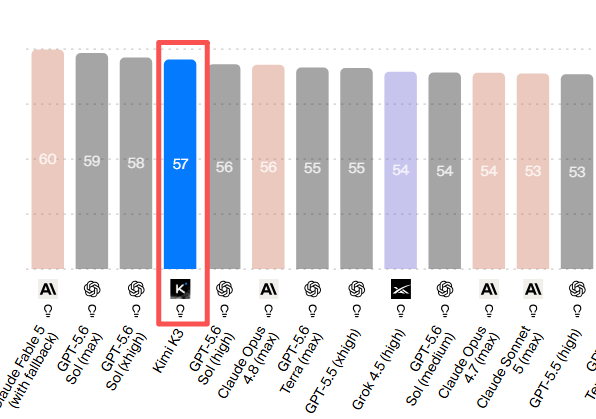 60
59
58
57
56
56
55
55
54
54
54
53
53
Claude Fable 5
(with fallback)
GPT-5.6
Sol (max)
GPT-5.6
Sol (xhigh)
Kimi K3
GPT-5.6
Sol (high)
Claude Opus
4.8 (max)
GPT-5.6
Terra (max)
GPT-5.5 (xhigh)
Grok 4.5 (high)
GPT-5.6
Sol (medium)
Claude Opus
4.7 (max)
Claude Sonnet
5 (max)
GPT-5.5 (high)